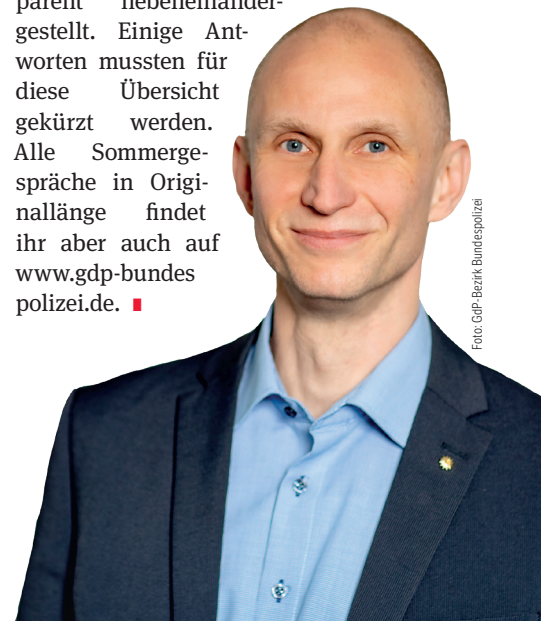 parent nebeneinander-
gestellt. Einige Ant-
worten mussten für
diese Übersicht
gekürzt werden.
Alle Sommerge-
spräche in Origi-
nallänge findet
ihr aber auch auf
www.gdp-bundes
polizei.de.
Foto: GdP-Bezirk Bundespolizei